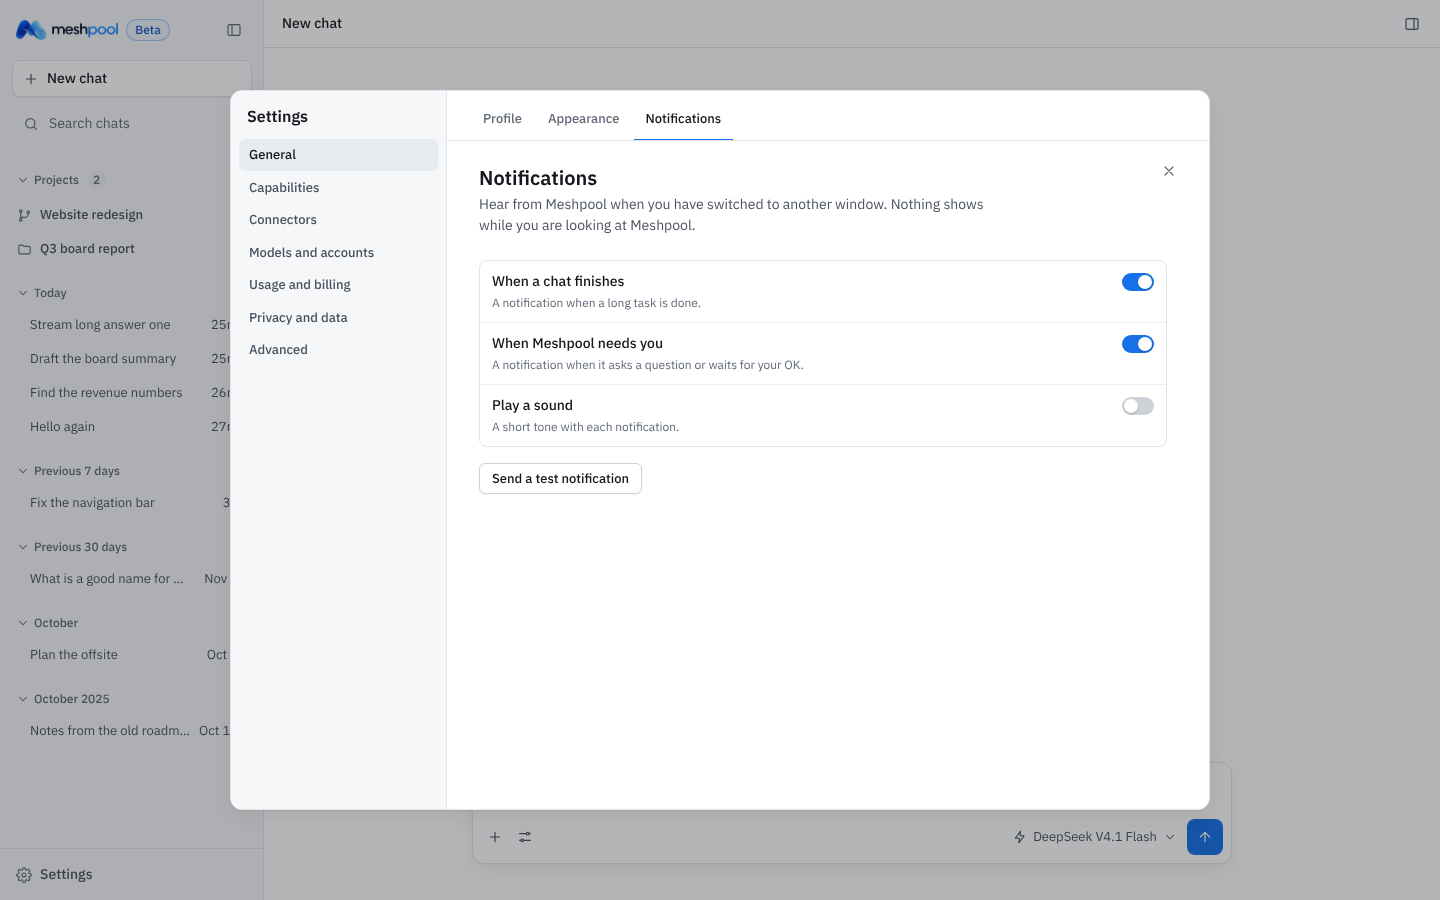 meshpool Beta
New chat
New chat
Search chats
Projects 2
Website redesign
Q3 board report
Today
Stream long answer one
Draft the board summary
Find the revenue numbers
Hello again
Previous 7 days
Fix the navigation bar
Previous 30 days
What is a good name for ... Nov
October
Plan the offsite Oct
October 2025
Notes from the old roadm... Oct
Settings
Settings
General
Capabilities
Connectors
Models and accounts
Usage and billing
Privacy and data
Advanced
Profile Appearance Notifications
Notifications
Hear from Meshpool when you have switched to another window. Nothing shows
while you are looking at Meshpool.
When a chat finishes
A notification when a long task is done.
When Meshpool needs you
A notification when it asks a question or waits for your OK.
Play a sound
A short tone with each notification.
Send a test notification
DeepSeek V4.1 Flash